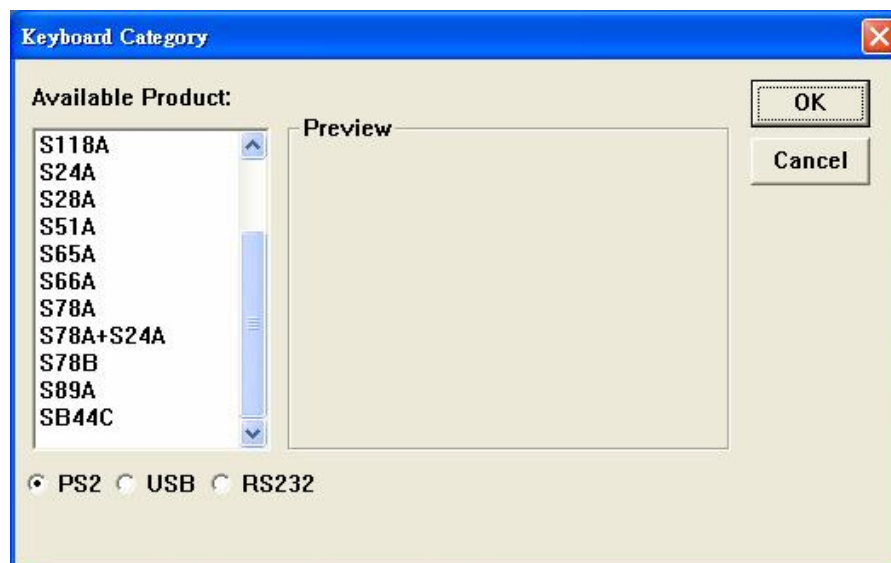 Keyboard Category
Available Product:
S118A
S24A
S28A
S51A
S65A
S66A
S78A
S78A+S24A
S78B
S89A
SB44C
Preview
OK
Cancel
PS2 USB RS232